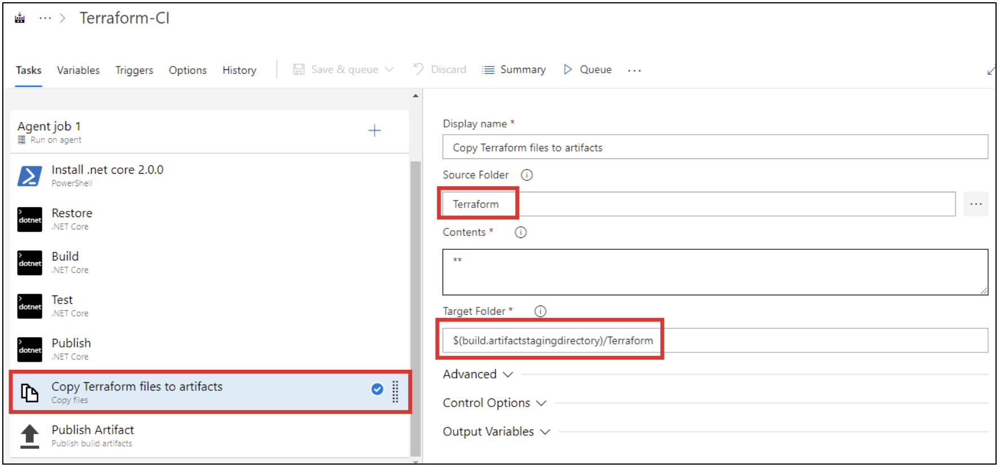 ··· > Terraform-CI
Tasks Variables Triggers Options History Save & queue Discard Summary Queue ...
Agent job 1
Run on agent
Install .net core 2.0.0
PowerShell
dotnet
Restore
.NET Core
dotnet
Build
.NET Core
dotnet
Test
.NET Core
dotnet
Publish
.NET Core
Copy Terraform files to artifacts
Copy files
Publish Artifact
Publish build artifacts
Display name *
Copy Terraform files to artifacts
Source Folder
Terraform
...
Contents *
**
Target Folder *
$(build.artifactstagingdirectory)/Terraform
Advanced
Control Options
Output Variables